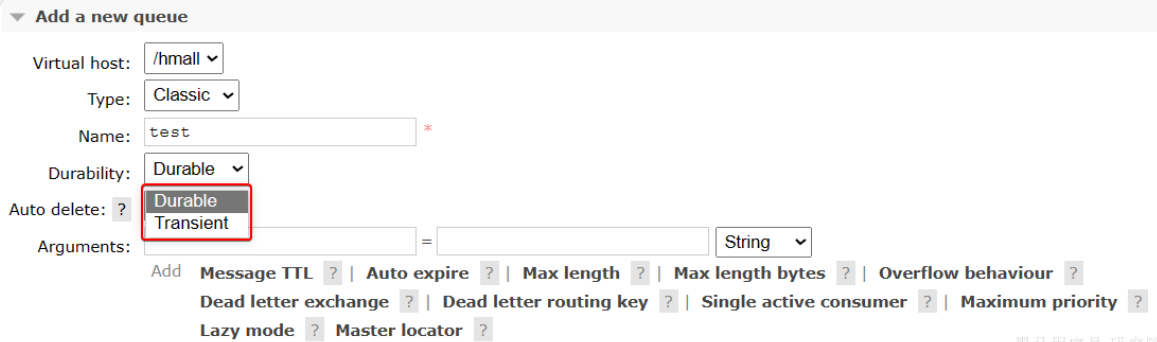 Add a new queue
Virtual host: /hmall
Type: Classic
Name: test *
Durability: Durable
Durable
Auto delete: ?
Transient
Arguments: = String
Add Message TTL ? | Auto expire ? | Max length ? | Max length bytes ? | Overflow behaviour ?
Dead letter exchange ? | Dead letter routing key ? | Single active consumer ? | Maximum priority ?
Lazy mode ? Master locator ?